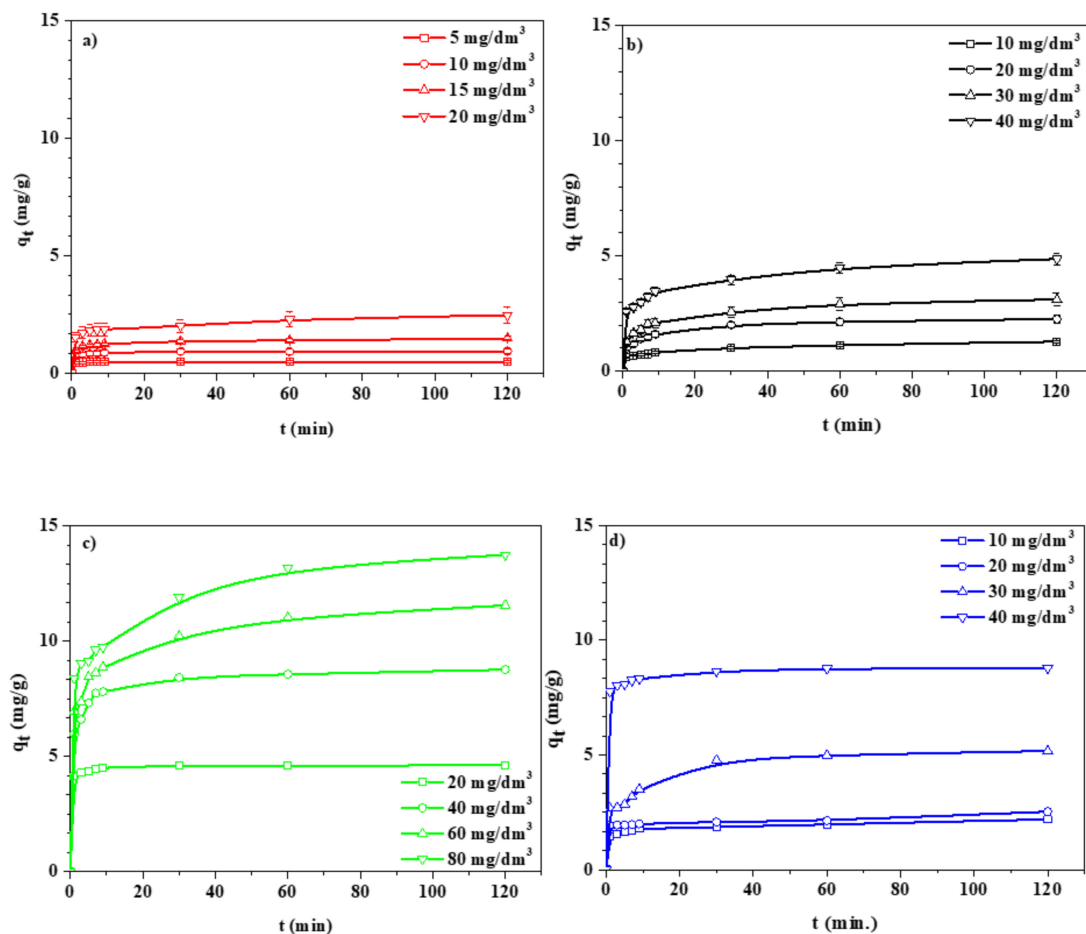 a)
5 mg/dm³
10 mg/dm³
15 mg/dm³
20 mg/dm³
15
10
5
0
qt (mg/g)
0 20 40 60 80 100 120
t (min)
b)
10 mg/dm³
20 mg/dm³
30 mg/dm³
40 mg/dm³
15
10
5
0
qt (mg/g)
0 20 40 60 80 100 120
t (min)
c)
15
10
5
0
qt (mg/g)
20 mg/dm³
40 mg/dm³
60 mg/dm³
80 mg/dm³
0 20 40 60 80 100 120
t (min)
d)
10 mg/dm³
20 mg/dm³
30 mg/dm³
40 mg/dm³
15
10
5
0
qt (mg/g)
0 20 40 60 80 100 120
t (min.)